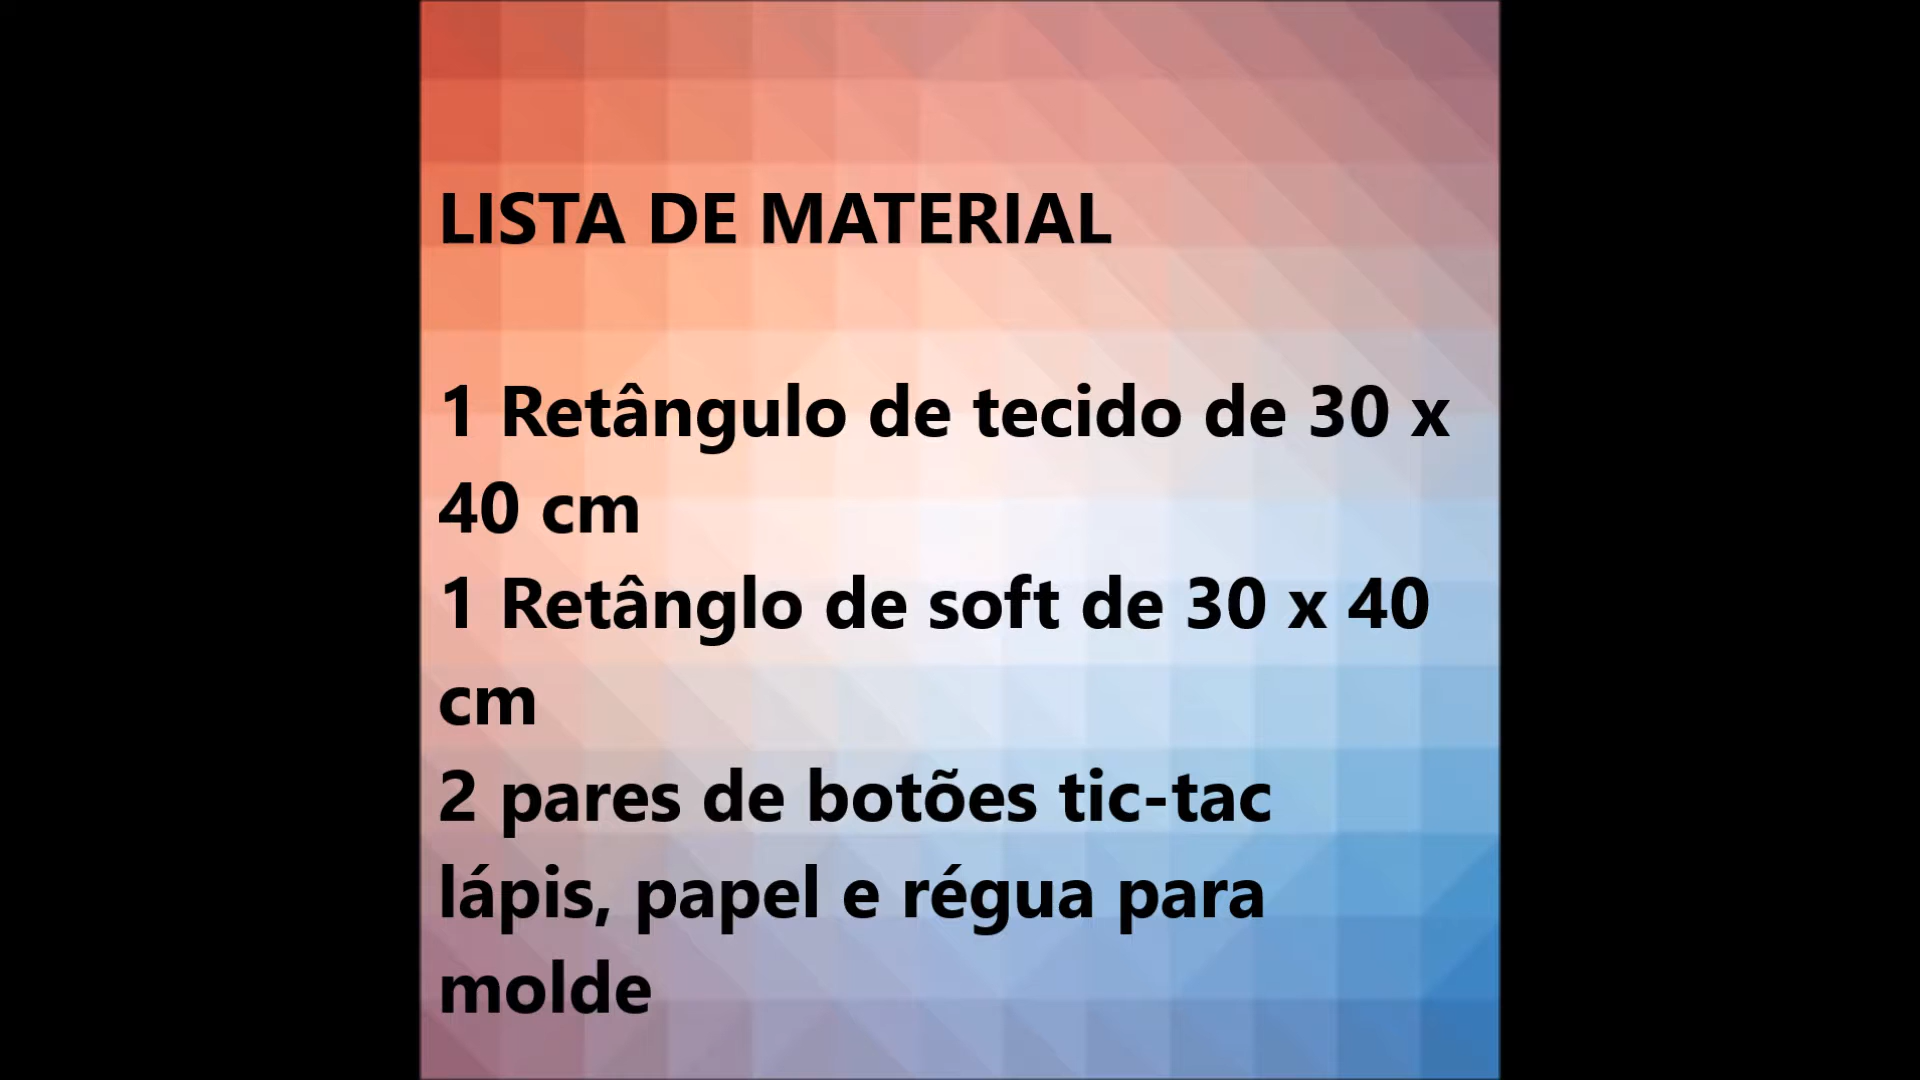 LISTA DE MATERIAL
1 Retângulo de tecido de 30 x
40 cm
1 Retânglo de soft de 30 x 40
cm
2 pares de botões tic-tac
lápis, papel e régua para
molde